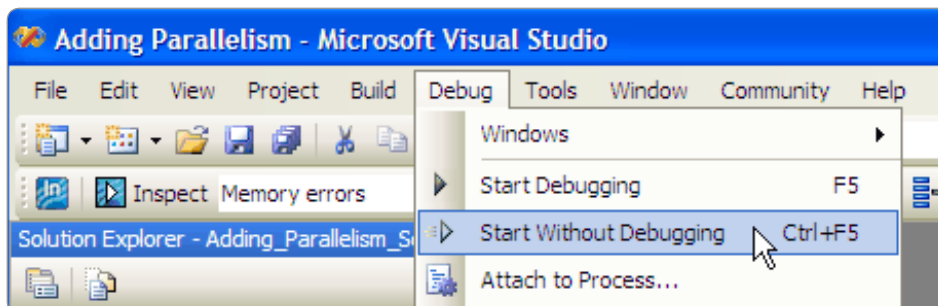 Adding Parallelism - Microsoft Visual Studio
File Edit View Project Build Debug Tools Window Community Help
Windows
Inspect Memory errors Start Debugging F5
Solution Explorer - Adding_Parallelism_S Start Without Debugging Ctrl+F5
Attach to Process...